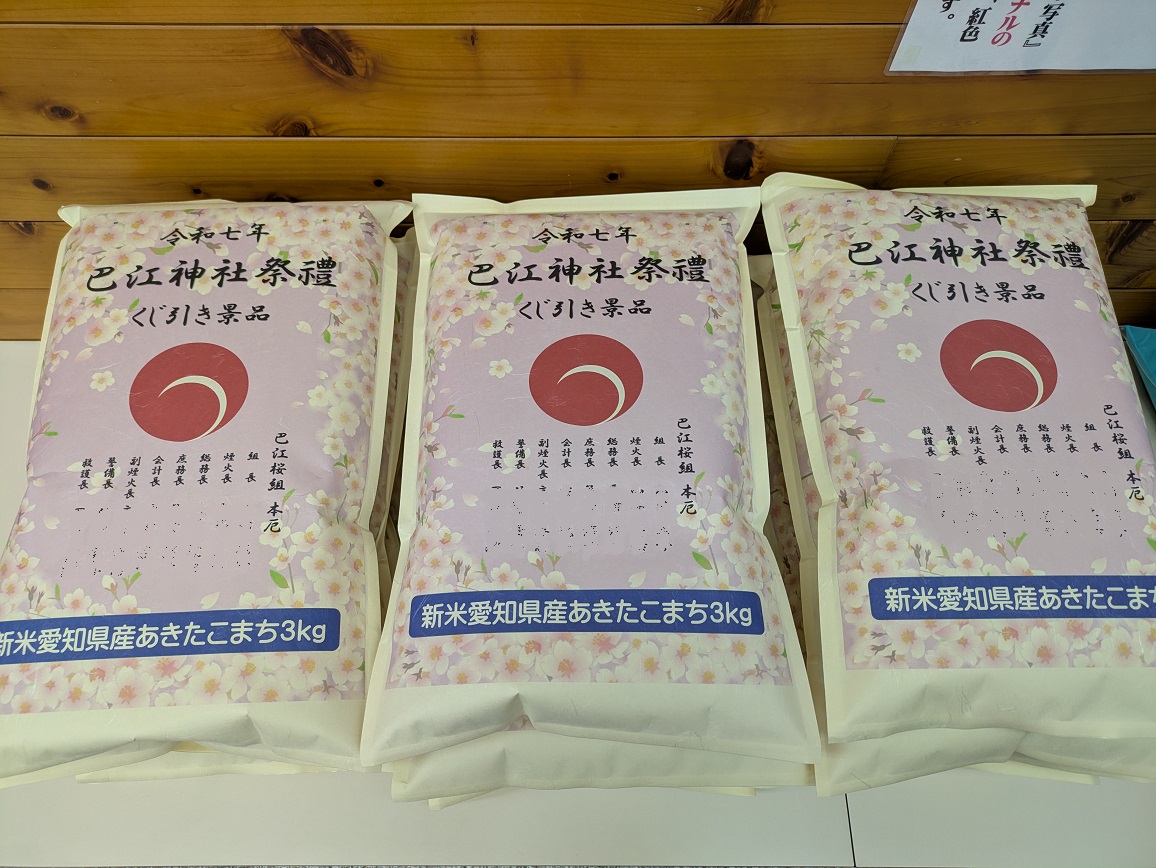 写真』
ナルの
紅色
す。
令和七年
巴江神社祭禮
くじ引き景品
巴江桜組 本厄
組長
煙火長
総務長
庶務長
会計長
副煙火長
警備長
救護長
新米愛知県産あきたこまち3kg
令和七年
巴江神社祭禮
くじ引き景品
巴江桜組 本厄
組長
煙火長
総務長
庶務長
会計長
副煙火長
警備長
救護長
新米愛知県産あきたこまち3kg
令和七年
巴江神社祭禮
くじ引き景品
巴江桜組 本厄
組長
煙火長
総務長
庶務長
会計長
副煙火長
警備長
救護長
新米愛知県産あきたこま